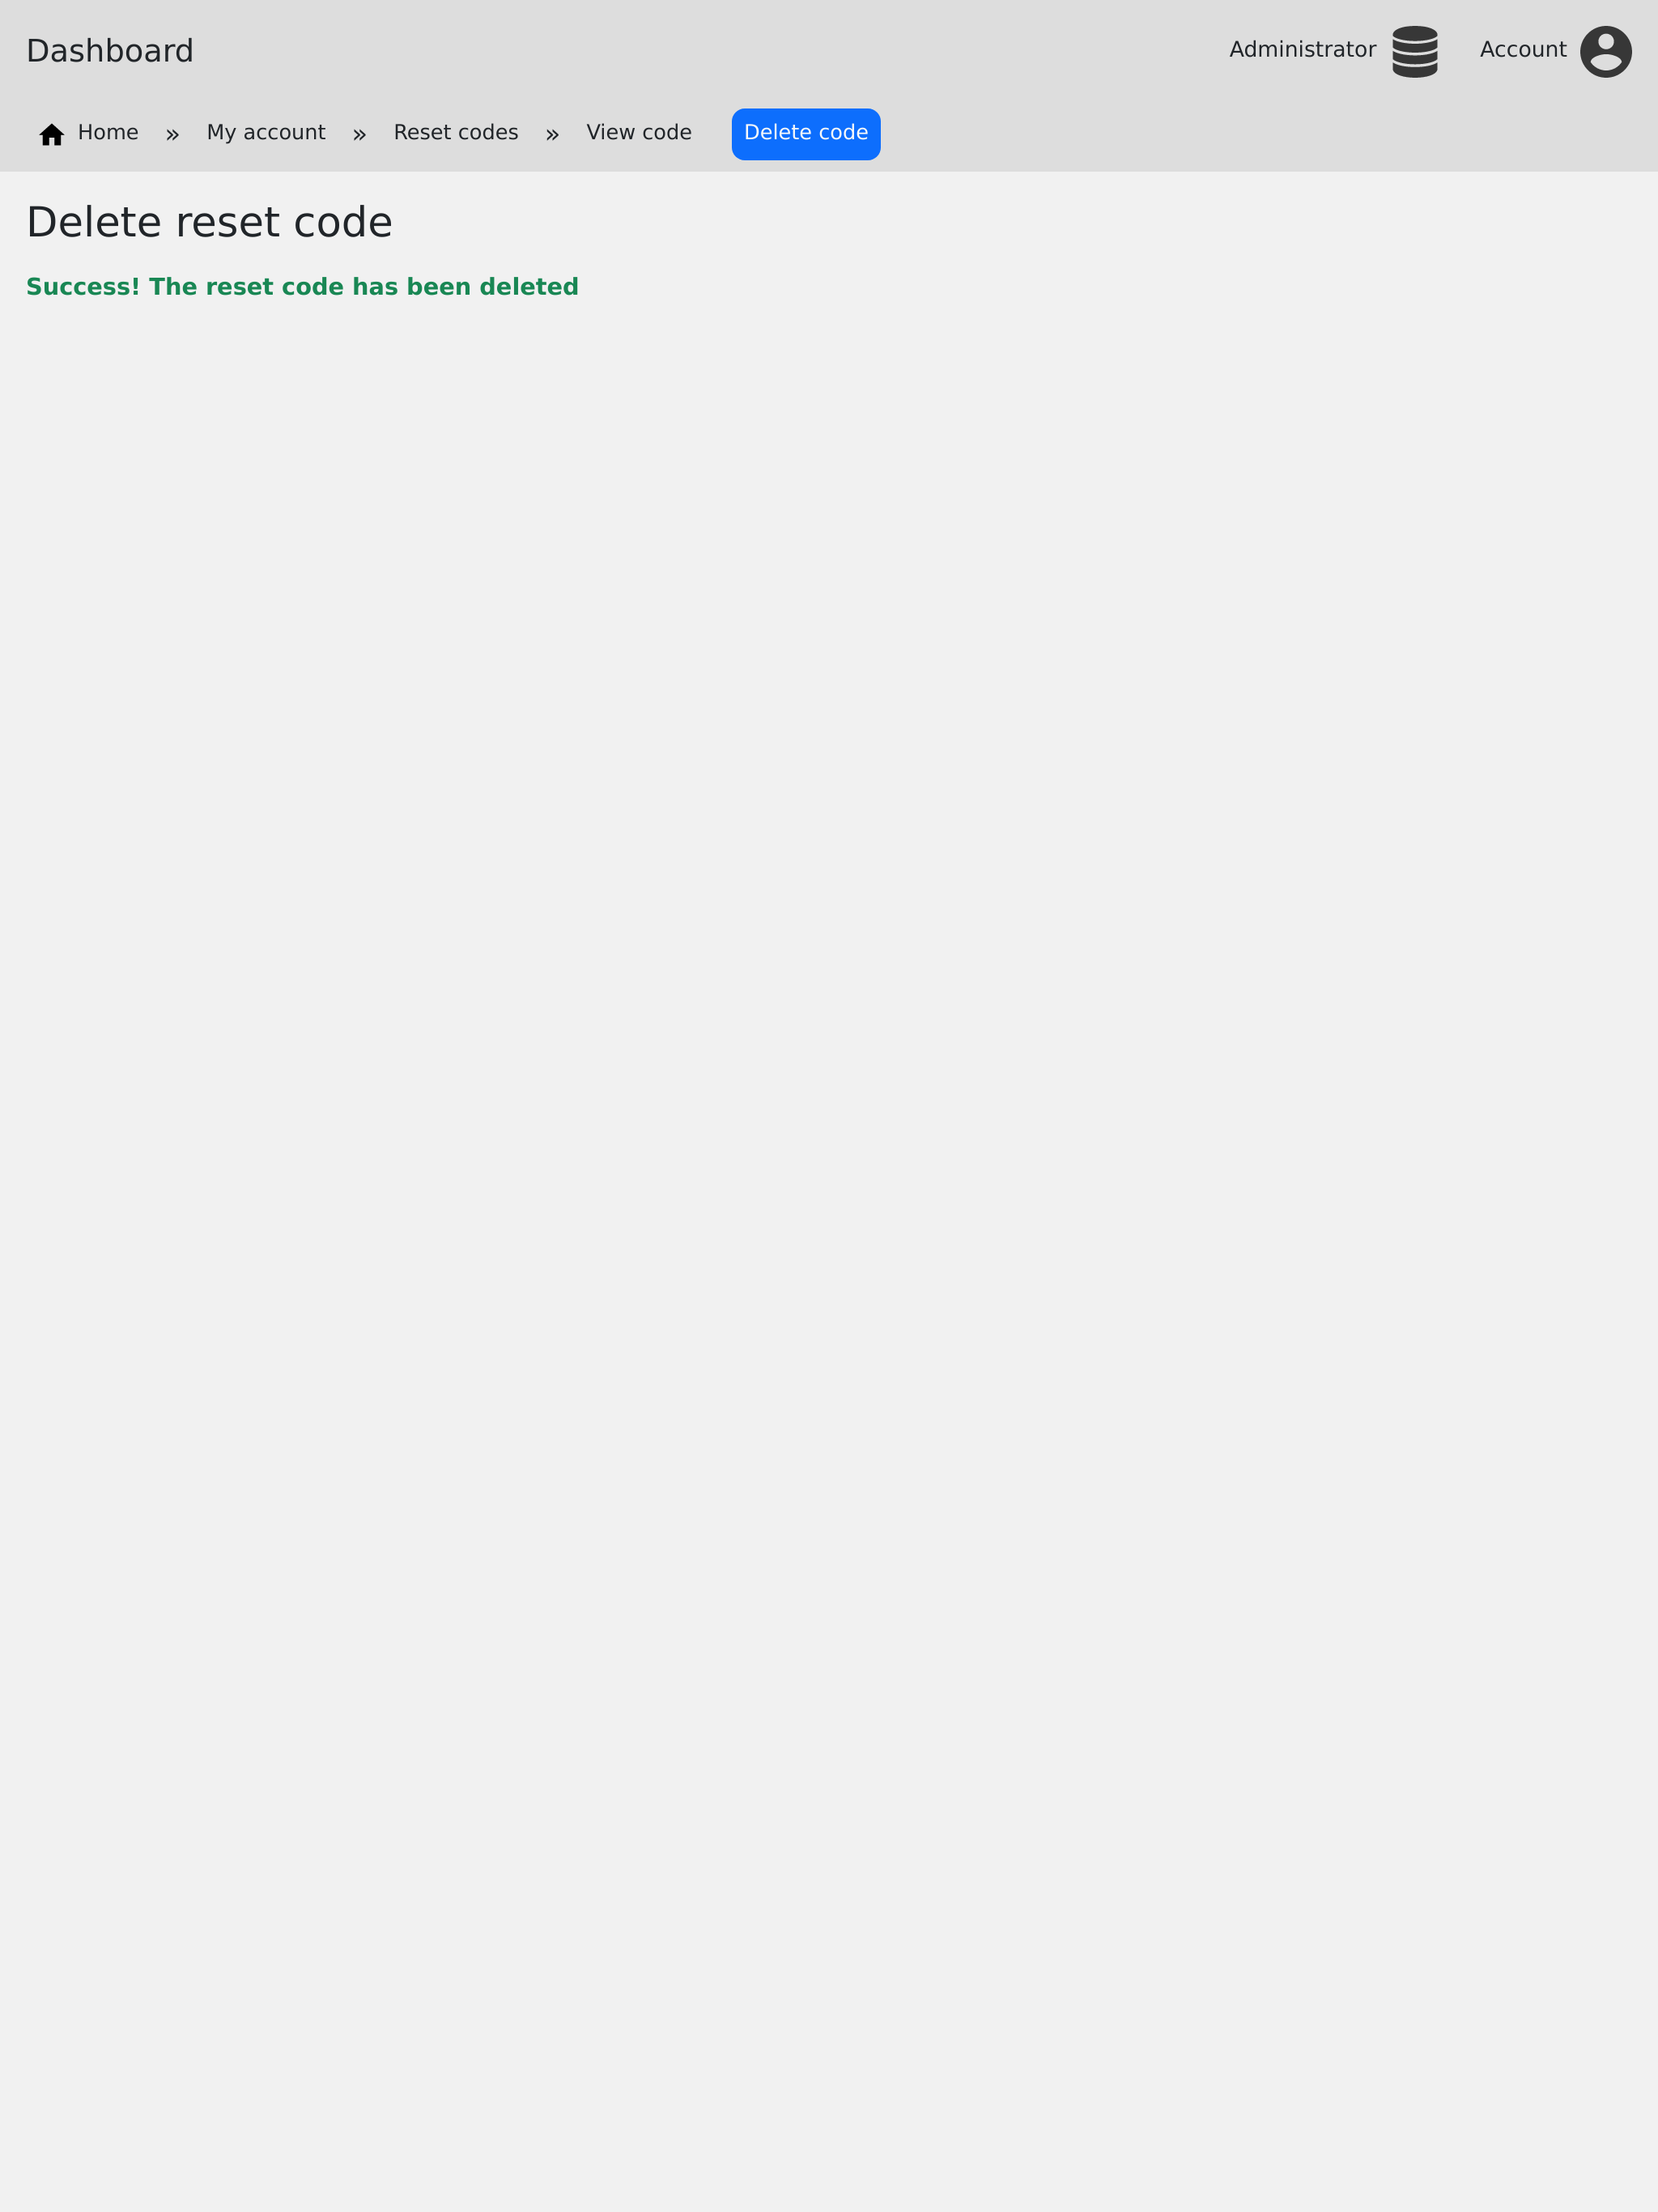 Dashboard
Administrator
Account
Home » My account » Reset codes » View code Delete code
Delete reset code
Success! The reset code has been deleted